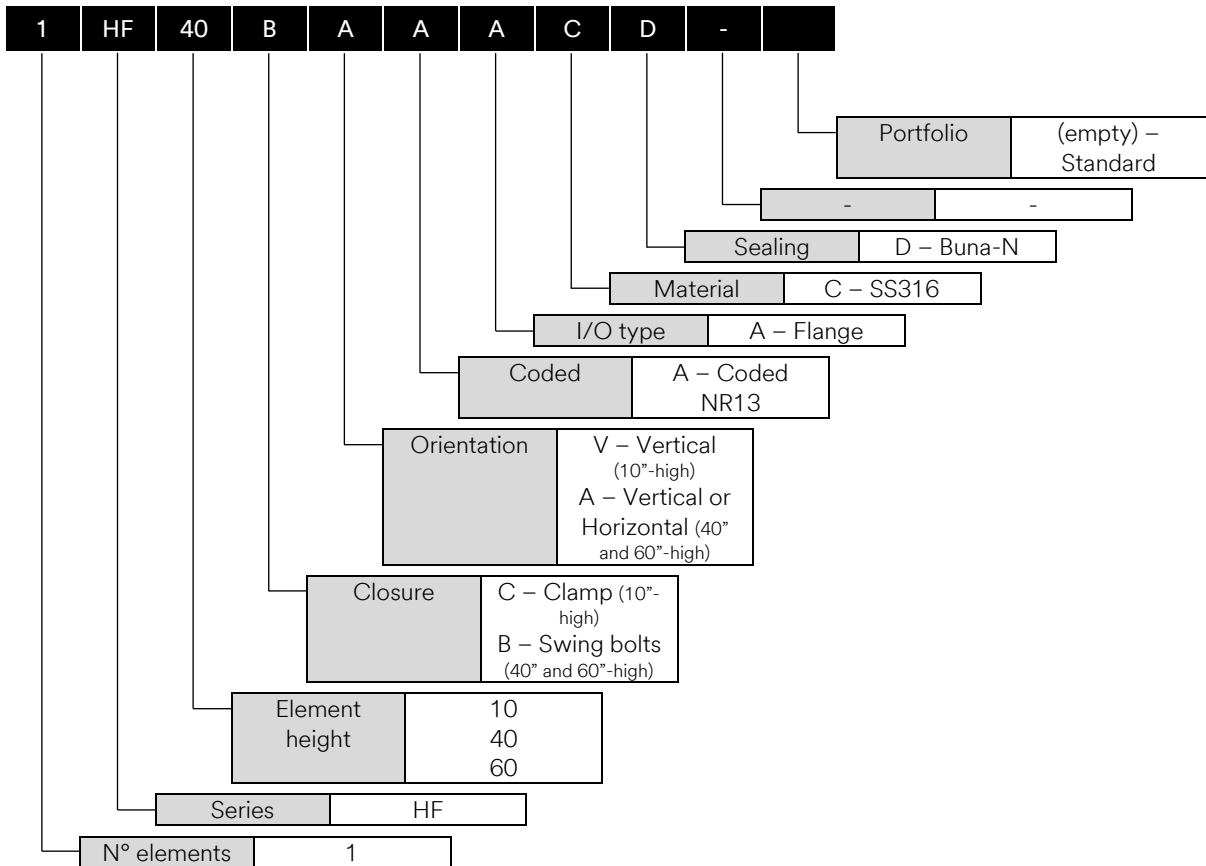 1 HF 40 B A A A C D -
Portfolio (empty) –
Standard
- -
Sealing D – Buna-N
Material C – SS316
I/O type A – Flange
Coded A – Coded
NR13
Orientation V – Vertical
(10”-high)
A – Vertical or
Horizontal (40”
and 60”-high)
Closure C – Clamp (10”-
high)
B – Swing bolts
(40” and 60”-high)
Element 10
height 40
60
Series HF
N° elements 1